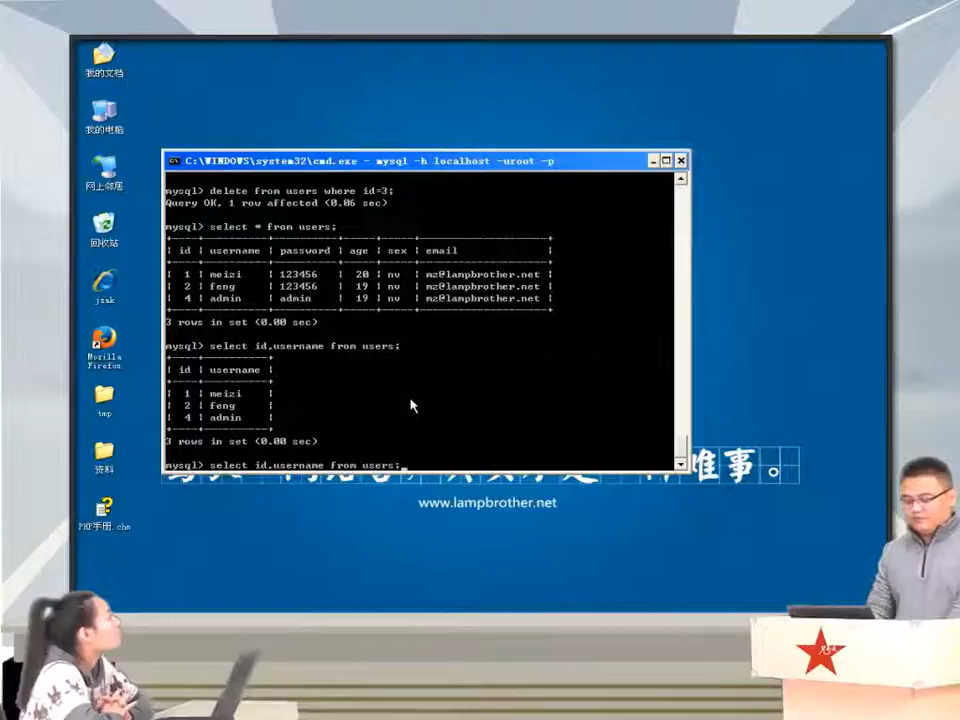 我的文档
我的电脑
网上邻居
回收站
jsak
Mozilla
Firefox
tmp
资料
PHP手册.chm
C:\WINDOWS\system32\cmd.exe - mysql -h localhost -uroot -p
mysql> delete from users where id=3;
Query OK, 1 row affected (0.06 sec)
mysql> select * from users;
+----+----------+----------+-----+-----+--------------------+
| id | username | password | age | sex | email |
+----+----------+----------+-----+-----+--------------------+
| 1 | meizi | 123456 | 20 | nv | mz@lampbrother.net |
| 2 | feng | 123456 | 19 | nv | mz@lampbrother.net |
| 4 | admin | admin | 19 | nv | mz@lampbrother.net |
+----+----------+----------+-----+-----+--------------------+
3 rows in set (0.00 sec)
mysql> select id,username from users;
+----+----------+
| id | username |
+----+----------+
| 1 | meizi |
| 2 | feng |
| 4 | admin |
+----+----------+
3 rows in set (0.00 sec)
mysql> select id,username from users;_
难事。
www.lampbrother.net